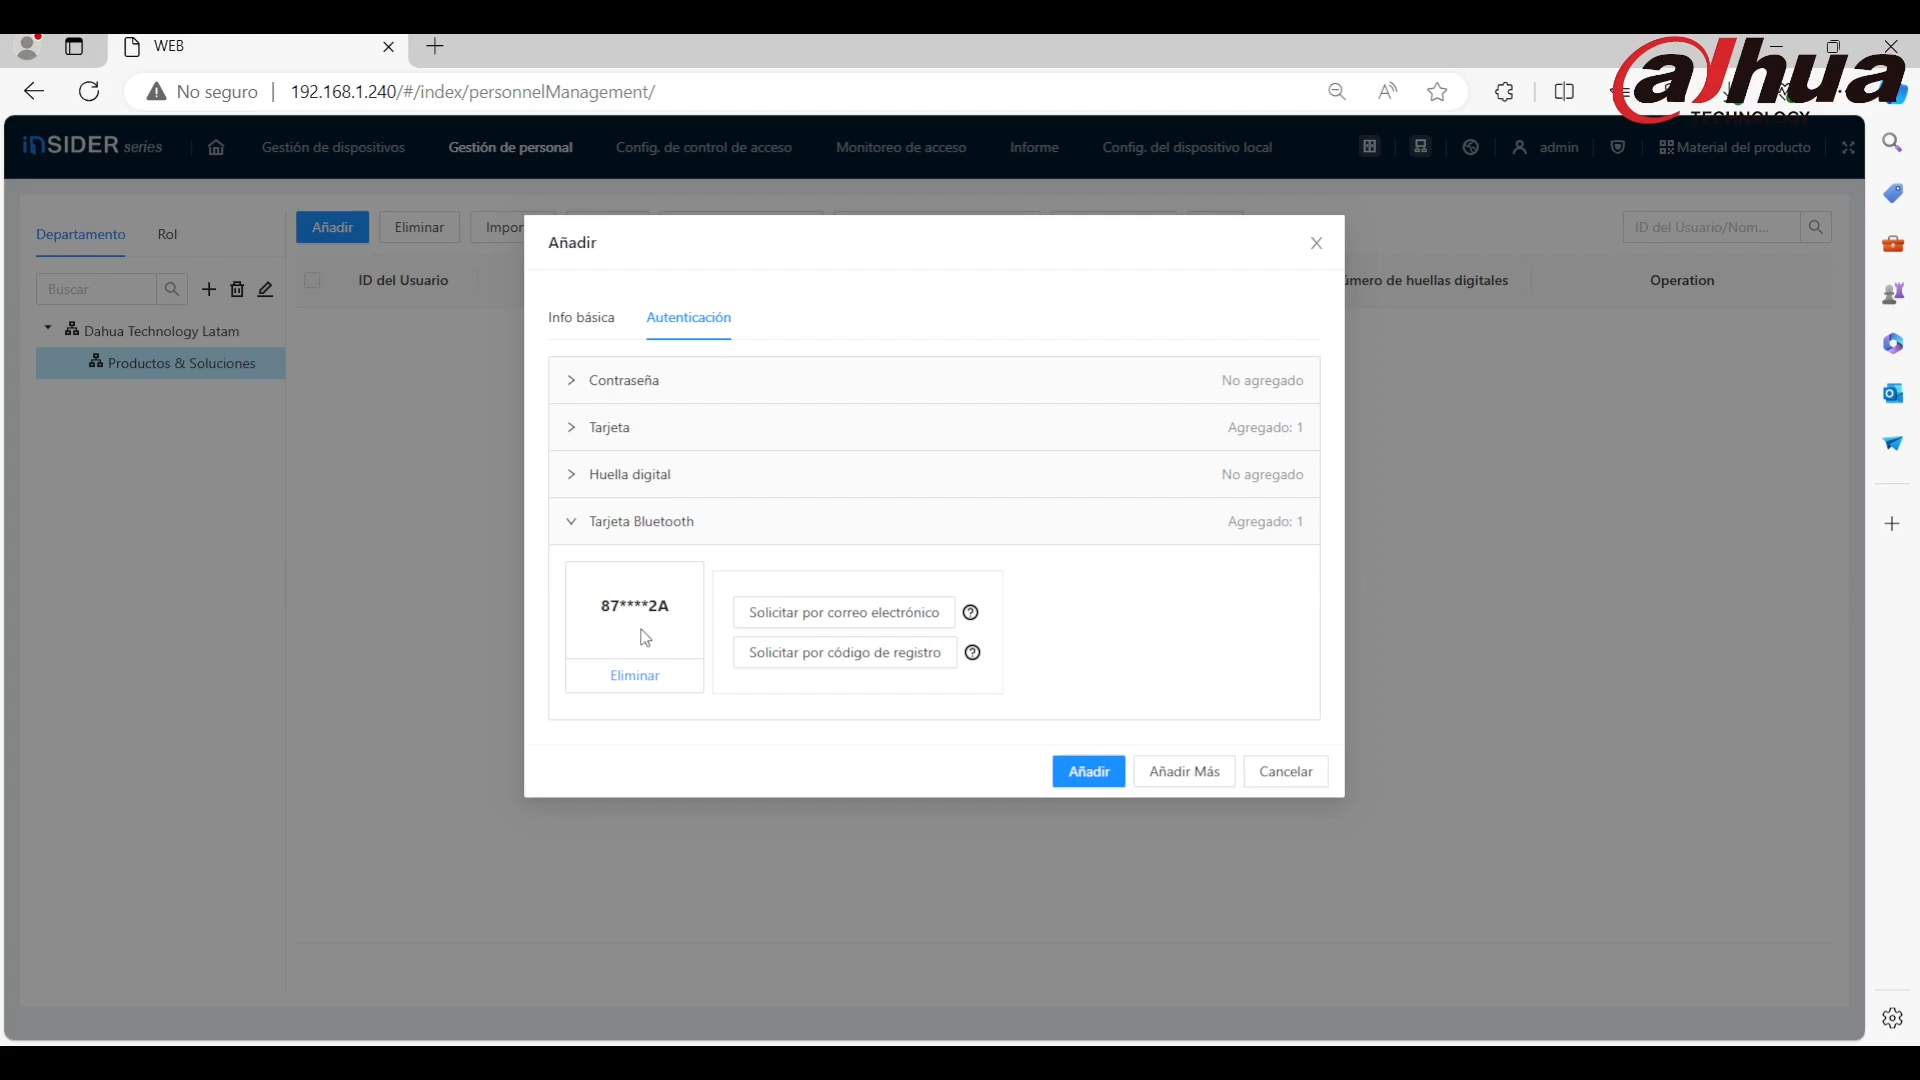 WEB
No seguro | 192.168.1.240/#/index/personnelManagement/
alhua
TECHNOLOGY
inSIDER series
Gestión de dispositivos
Gestión de personal
Config. de control de acceso
Monitoreo de acceso
Informe
Config. del dispositivo local
admin
Material del producto
Departamento
Rol
Añadir
Eliminar
Impor
ID del Usuario/Nom...
Buscar
ID del Usuario
úmero de huellas digitales
Operation
Dahua Technology Latam
Productos & Soluciones
Añadir
Info básica
Autenticación
Contraseña
No agregado
Tarjeta
Agregado: 1
Huella digital
No agregado
Tarjeta Bluetooth
Agregado: 1
87****2A
Eliminar
Solicitar por correo electrónico
Solicitar por código de registro
Añadir
Añadir Más
Cancelar